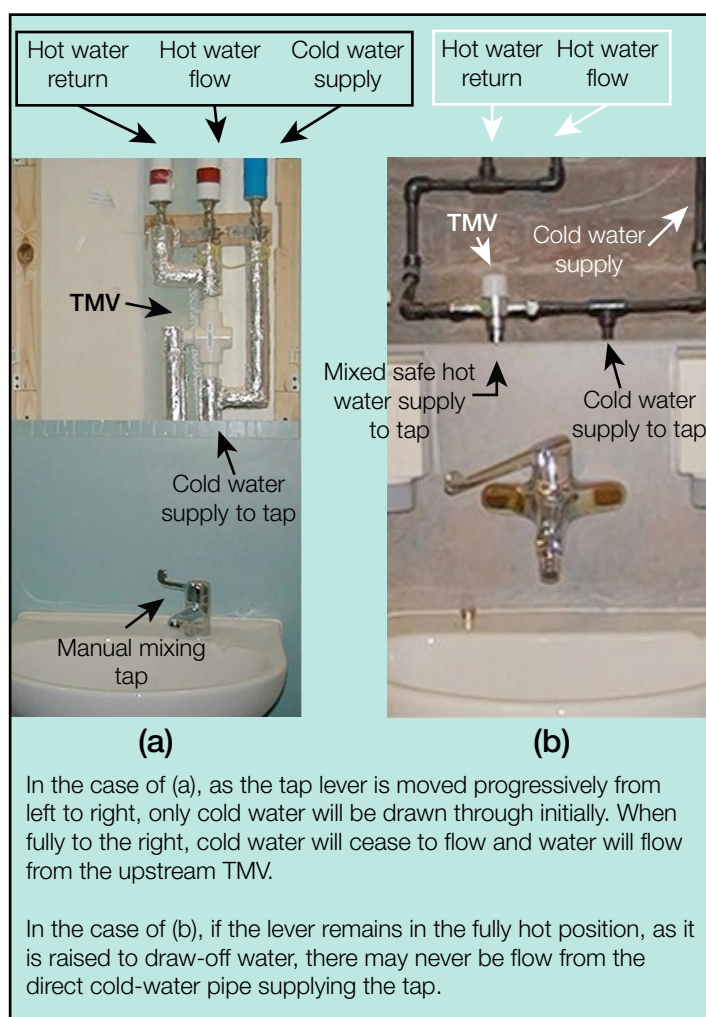 Hot water
return
Hot water
flow
Cold water
supply
Hot water
return
Hot water
flow
TMV
TMV
Cold water
supply
Mixed safe hot
water supply
to tap
Cold water
supply to tap
Cold water
supply to tap
Manual mixing
tap
(a)
(b)
In the case of (a), as the tap lever is moved progressively from
left to right, only cold water will be drawn through initially. When
fully to the right, cold water will cease to flow and water will flow
from the upstream TMV.
In the case of (b), if the lever remains in the fully hot position, as it
is raised to draw-off water, there may never be flow from the
direct cold-water pipe supplying the tap.